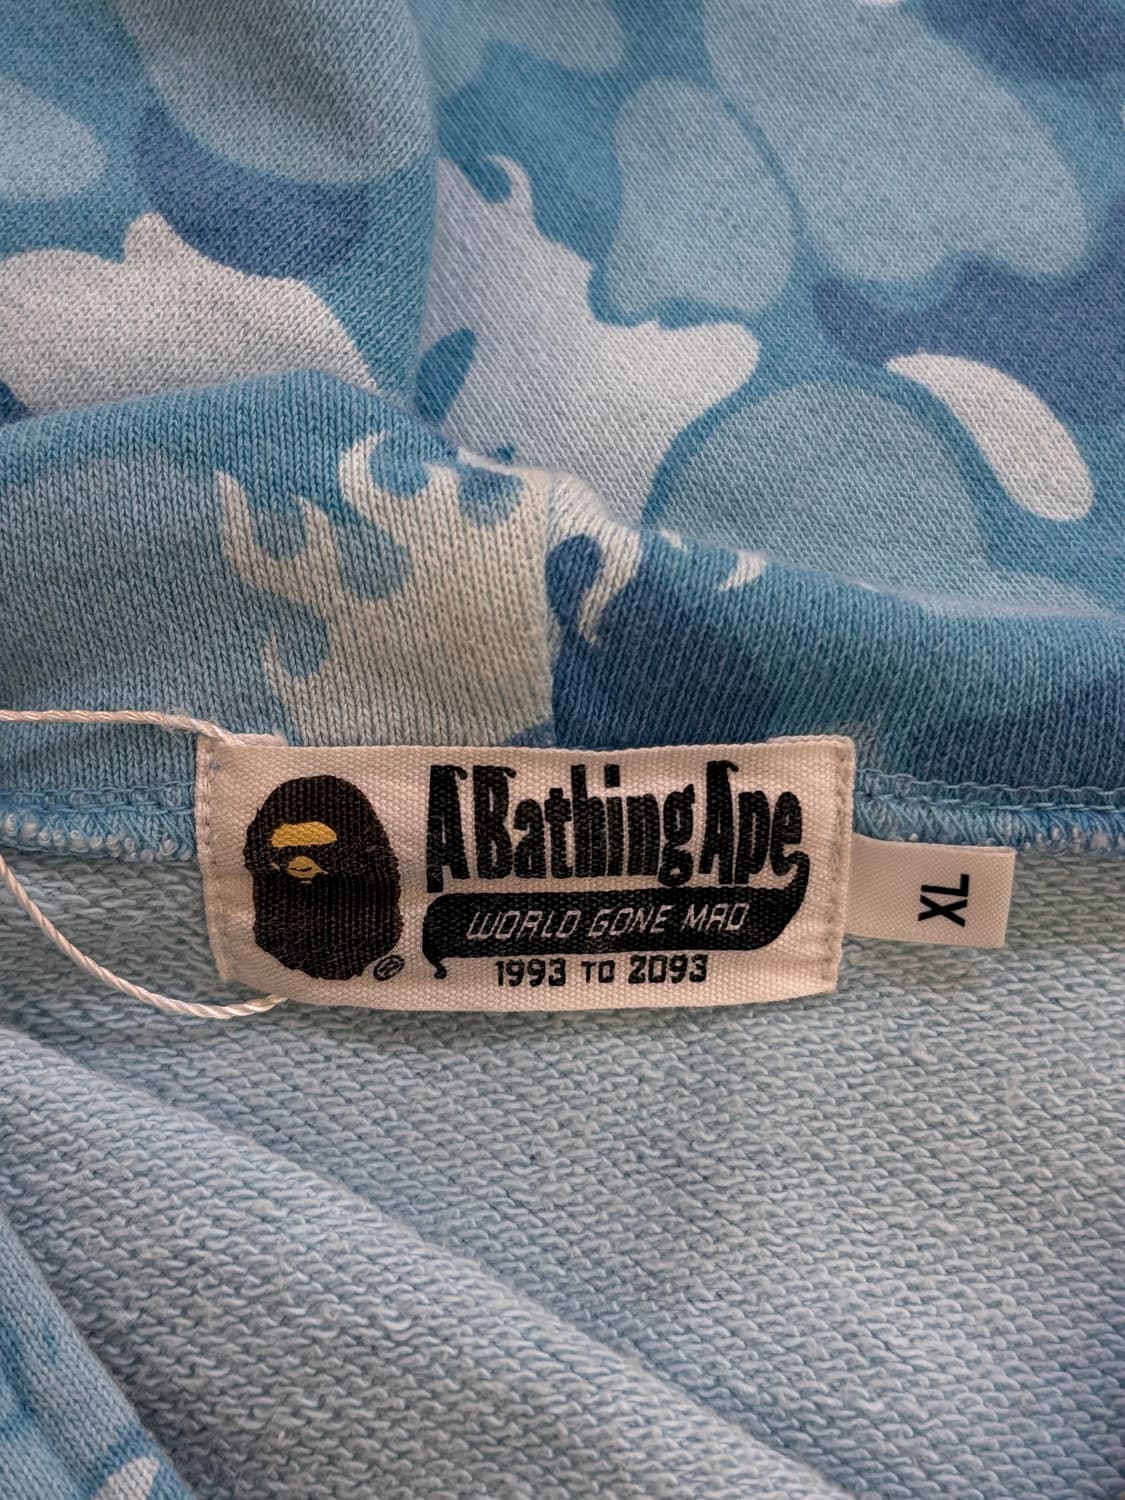 A Bathing Ape
WORLD GONE MAD
1993 TO 2093
®
XL